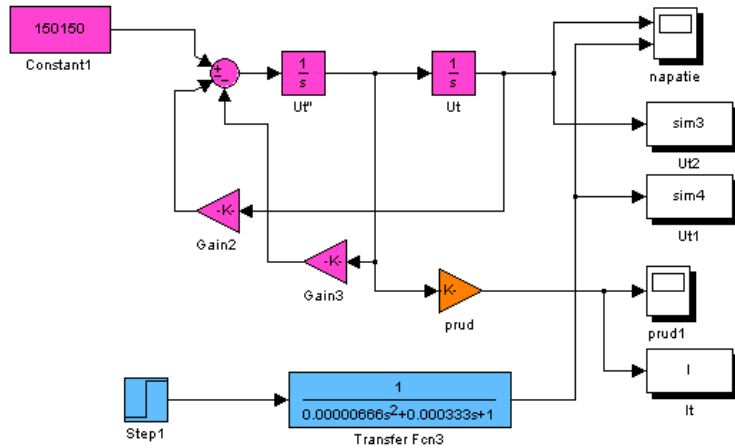 150150
Constant1
+
-
-
1
s
Ut"
1
s
Ut
napatie
sim3
Ut2
sim4
Ut1
-K-
Gain2
-K-
Gain3
K-
prud
prud1
I
It
Step1
1
0.00000666s²+0.000333s+1
Transfer Fcn3